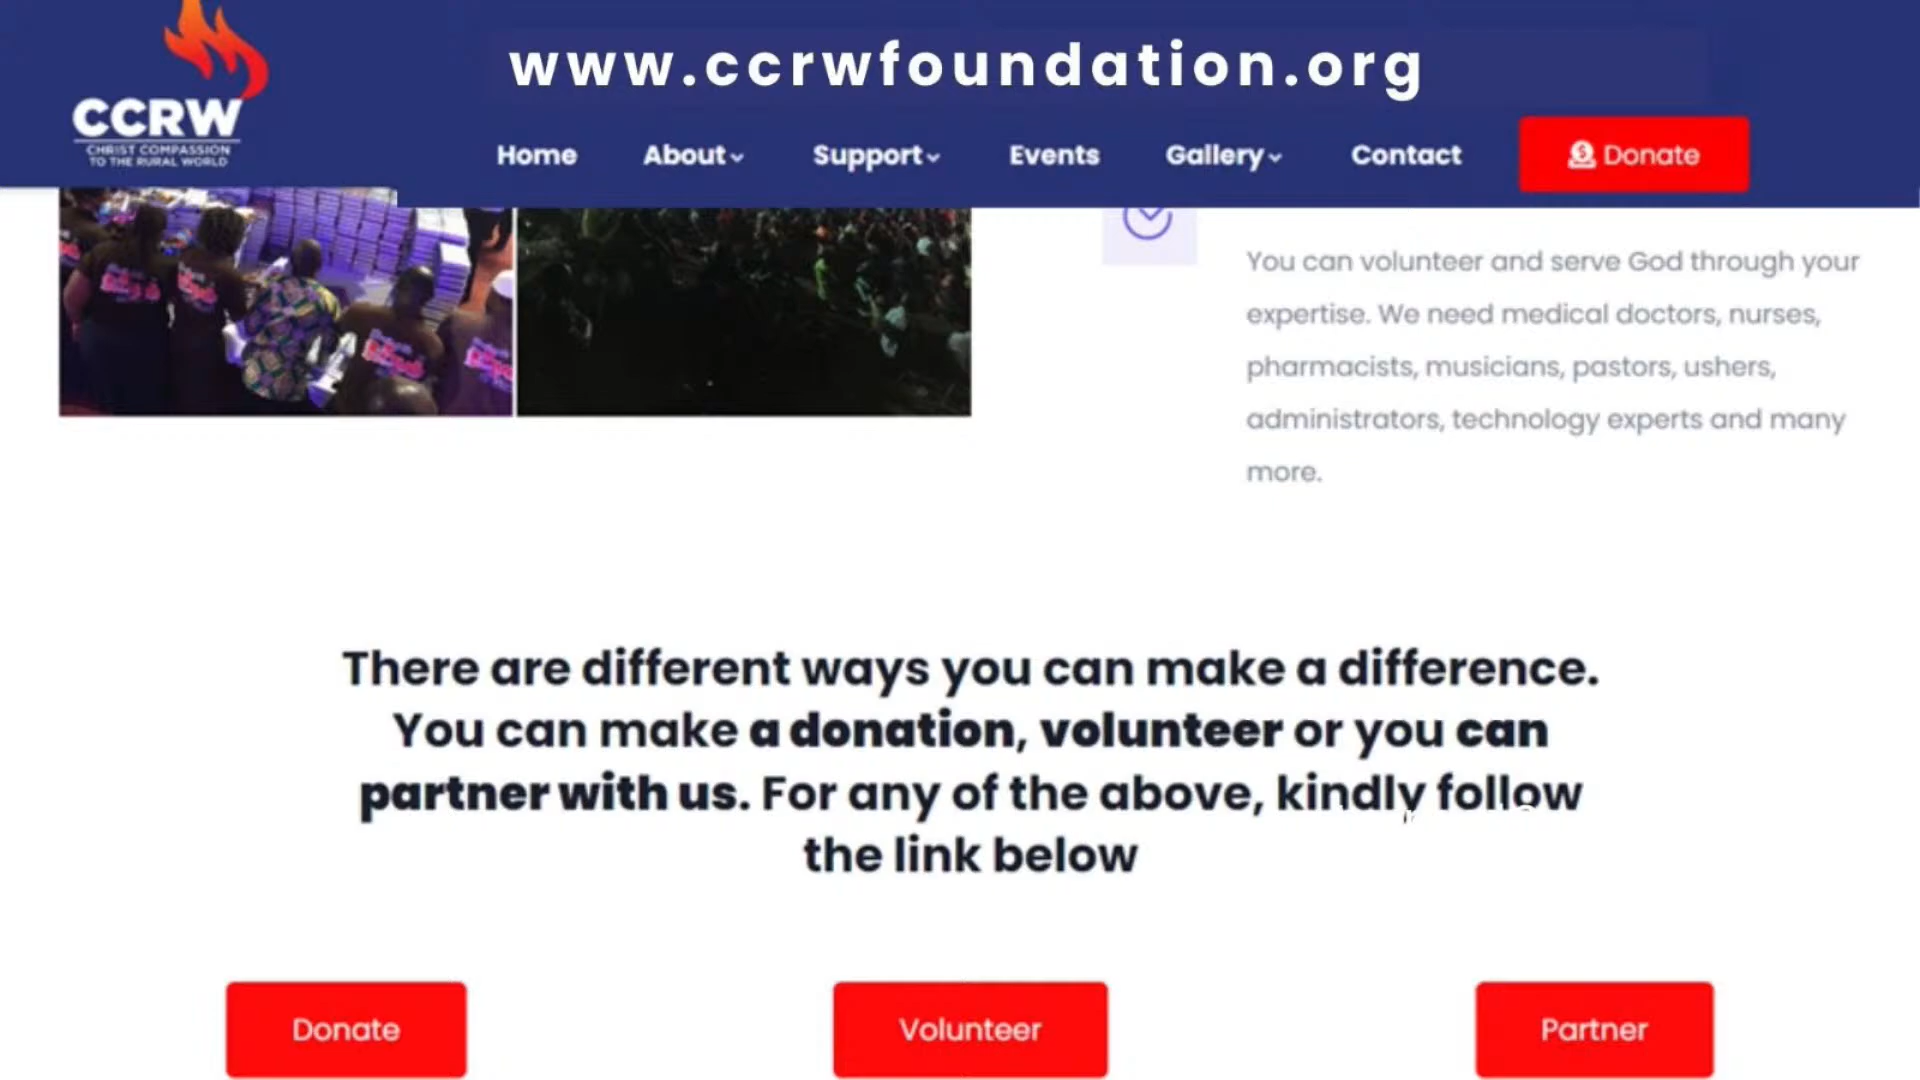 www.ccrwfoundation.org
CCRW
CHRIST COMPASSION
TO THE RURAL WORLD
Home About Support Events Gallery Contact Donate
You can volunteer and serve God through your
expertise. We need medical doctors, nurses,
pharmacists, musicians, pastors, ushers,
administrators, technology experts and many
more.
There are different ways you can make a difference.
You can make a donation, volunteer or you can
partner with us. For any of the above, kindly follow
the link below
Donate Volunteer Partner